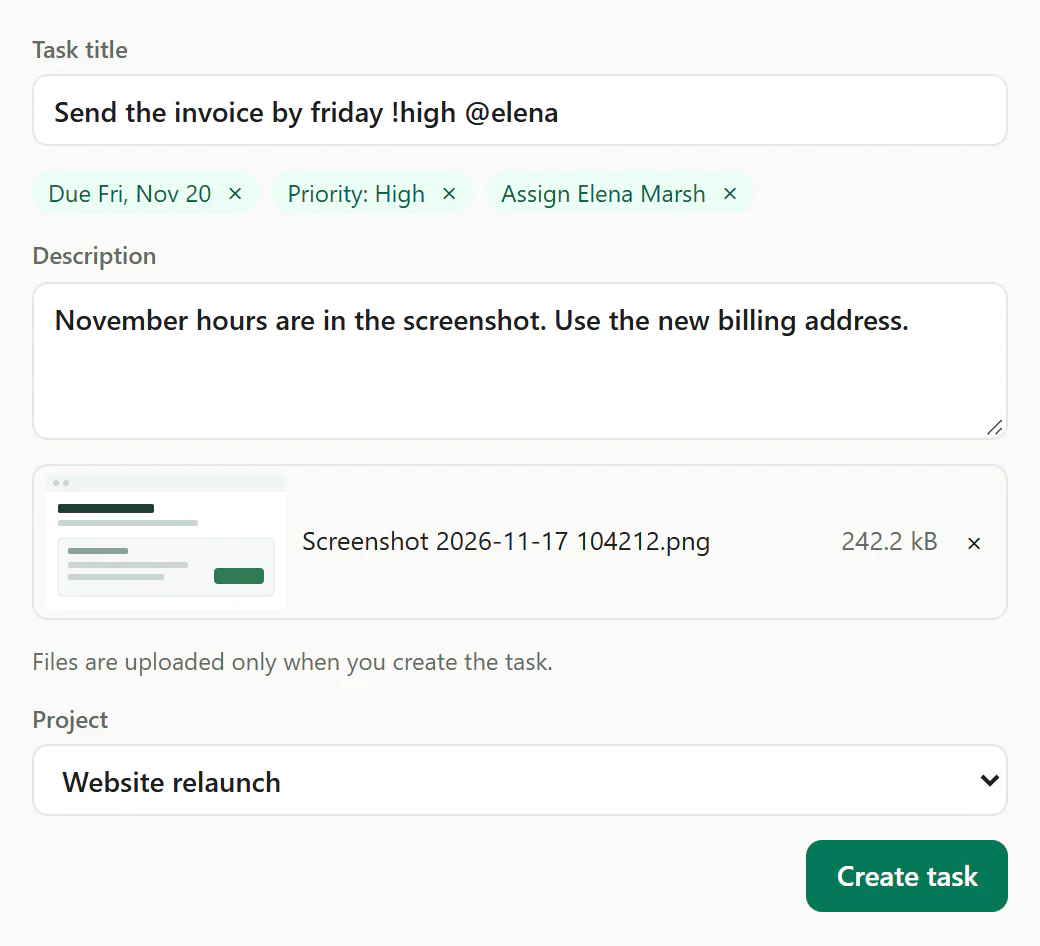 Task title
Send the invoice by friday !high @elena
Due Fri, Nov 20 × Priority: High × Assign Elena Marsh ×
Description
November hours are in the screenshot. Use the new billing address.
Screenshot 2026-11-17 104212.png 242.2 kB ×
Files are uploaded only when you create the task.
Project
Website relaunch
Create task